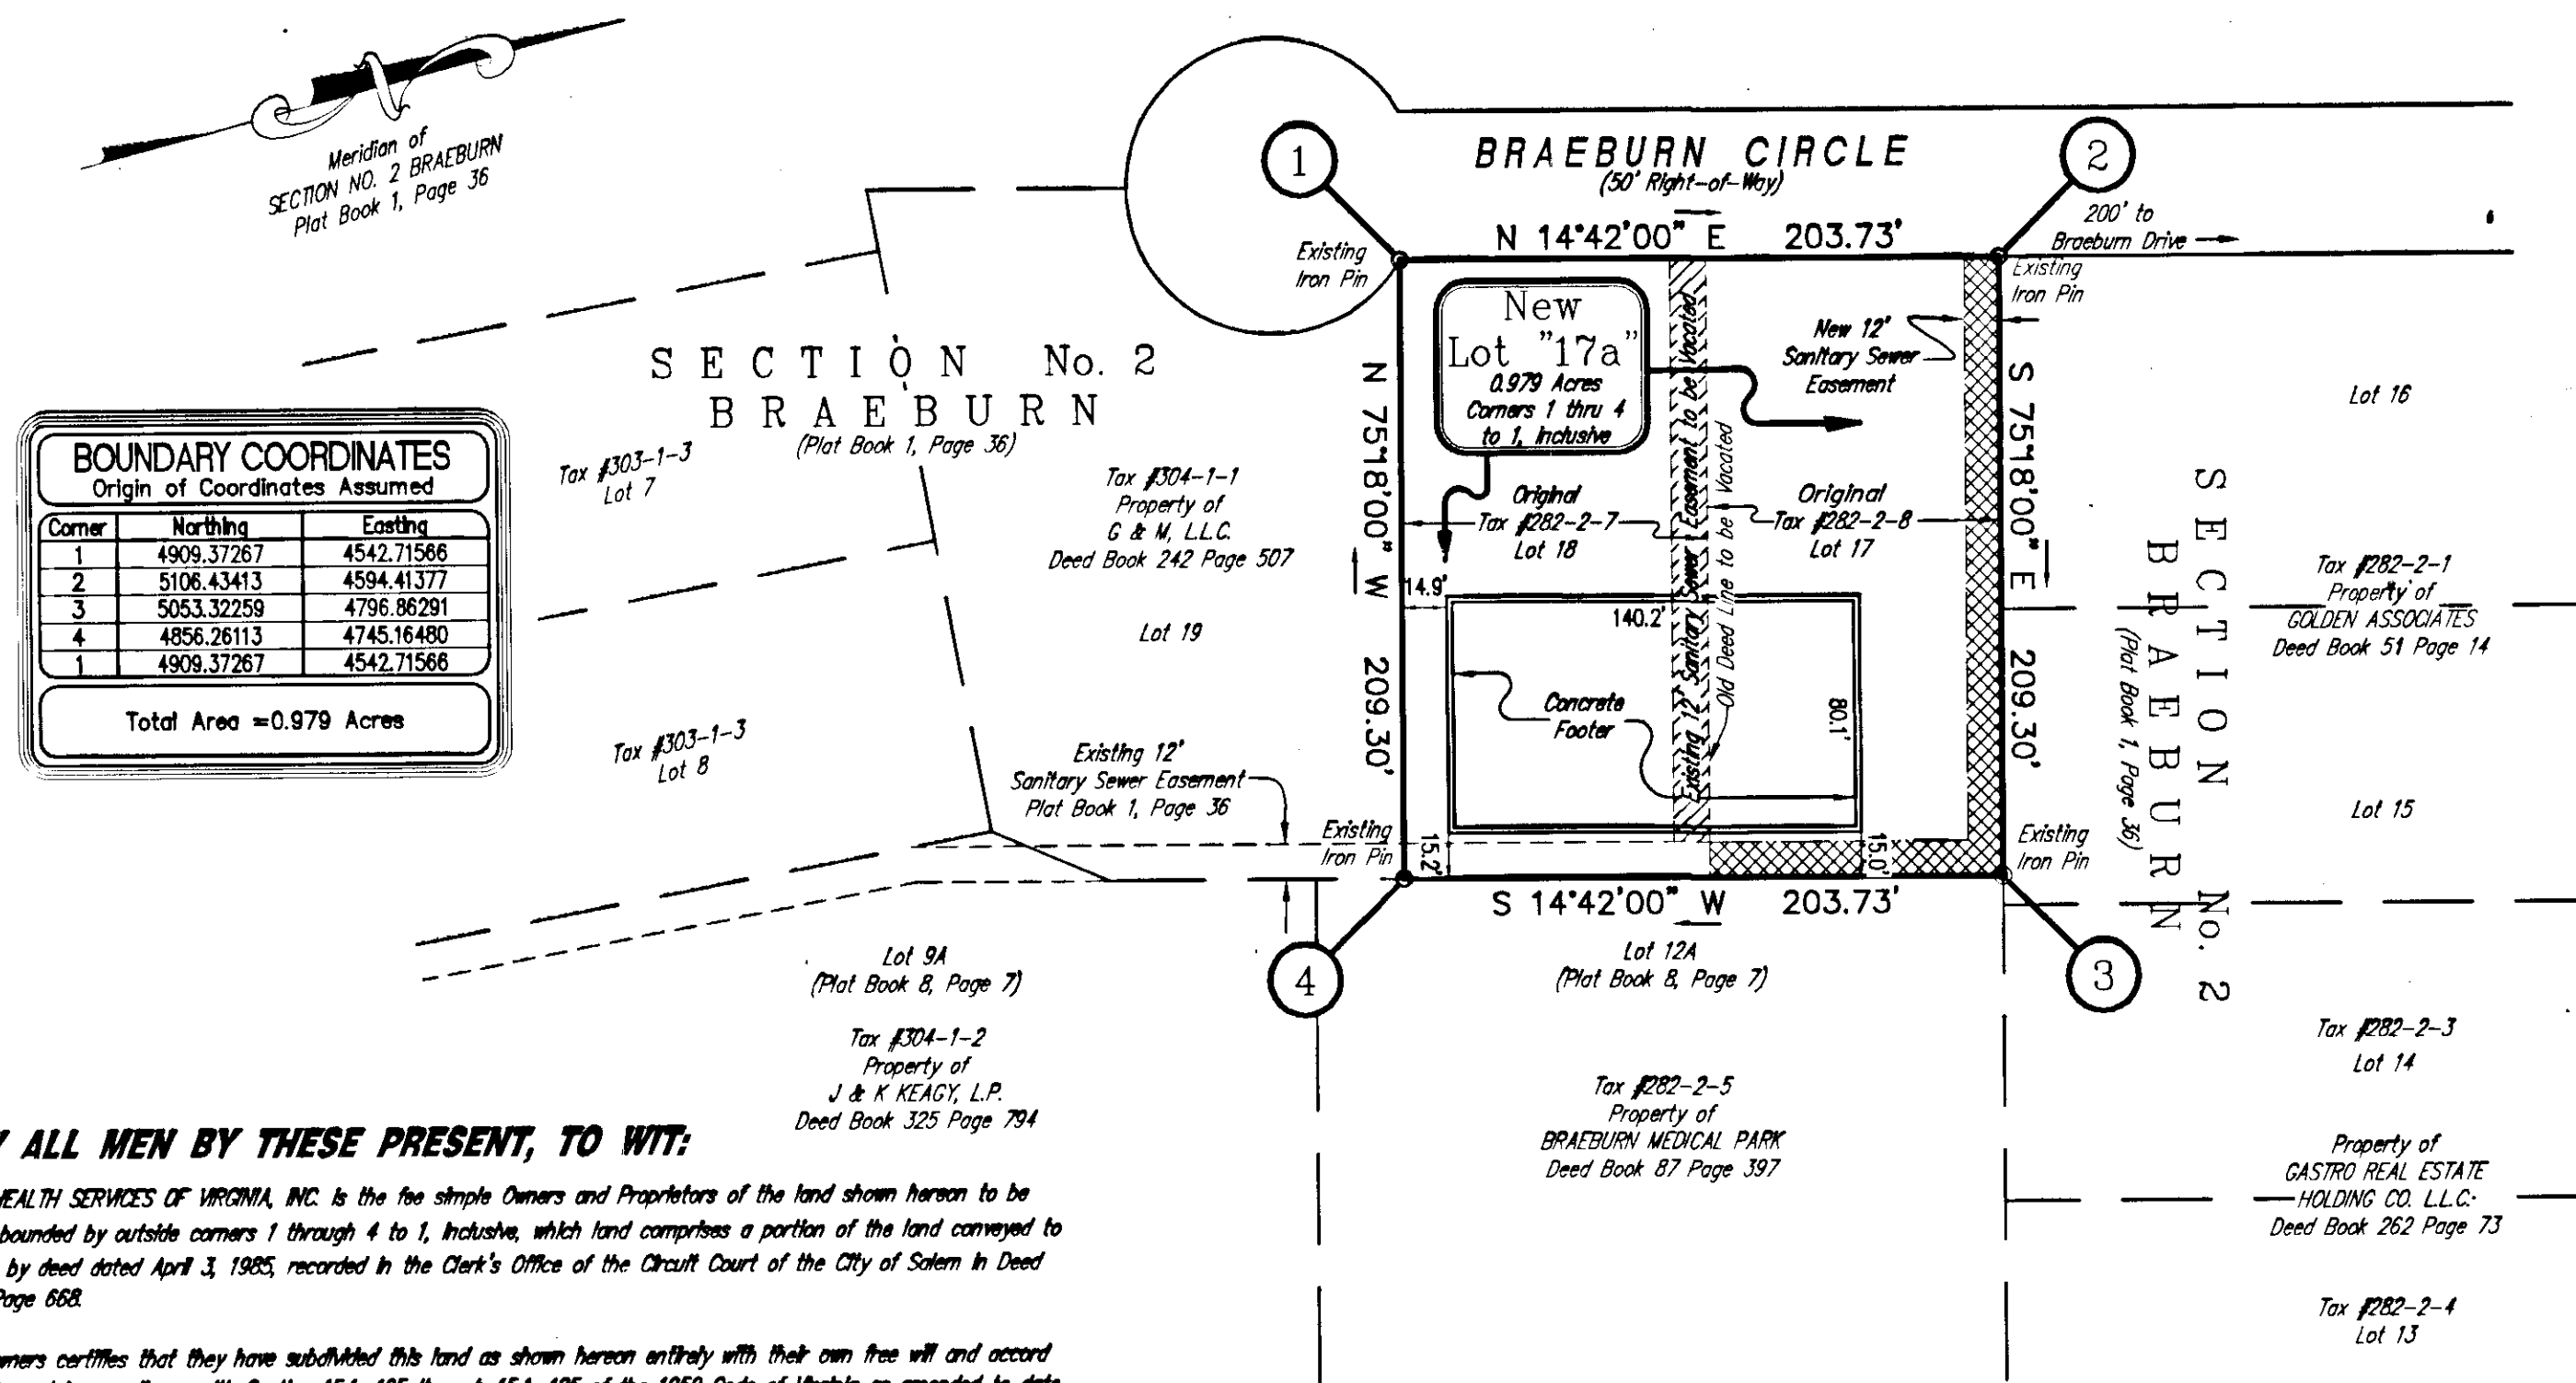 Meridian of
SECTION NO. 2 BRAEBURN
Plat Book 1, Page 36
BRAEBURN CIRCLE
(50' Right-of-Way)
1
2
200' to
Braeburn Drive
N 14°42'00" E 203.73'
Existing
Iron Pin
Existing
Iron Pin
New
Lot "17a"
0.979 Acres
Corners 1 thru 4
to 1, Inclusive
New 12'
Sanitary Sewer
Easement
SECTION No. 2
BRAEBURN
(Plat Book 1, Page 36)
Lot 16
BOUNDARY COORDINATES
Origin of Coordinates Assumed
Corner Northing Easting
1 4909.37267 4542.71566
2 5106.43413 4594.41377
3 5053.32259 4796.86291
4 4856.26113 4745.16480
1 4909.37267 4542.71566
Total Area =0.979 Acres
Tax #303-1-3
Lot 7
Tax #304-1-1
Property of
G & M, L.L.C.
Deed Book 242 Page 507
Lot 19
N 75°18'00" W 209.30'
Original
Tax #282-2-7
Lot 18
Existing 12' Sanitary Sewer Easement to be Vacated
Old Deed Line to be Vacated
Original
Tax #282-2-8
Lot 17
S 75°18'00" E 209.30'
SECTION No. 2
BRAEBURN
(Plat Book 1, Page 36)
Tax #282-2-1
Property of
GOLDEN ASSOCIATES
Deed Book 51 Page 14
14.9'
140.2'
80.1'
Concrete
Footer
15.2'
15.0'
Tax #303-1-3
Lot 8
Existing 12'
Sanitary Sewer Easement
Plat Book 1, Page 36
Existing
Iron Pin
Existing
Iron Pin
Lot 15
S 14°42'00" W 203.73'
4
3
Lot 9A
(Plat Book 8, Page 7)
Tax #304-1-2
Property of
J & K KEAGY, L.P.
Deed Book 325 Page 794
Lot 12A
(Plat Book 8, Page 7)
Tax #282-2-5
Property of
BRAEBURN MEDICAL PARK
Deed Book 87 Page 397
Tax #282-2-3
Lot 14
Property of
GASTRO REAL ESTATE
HOLDING CO. L.L.C.
Deed Book 262 Page 73
Tax #282-2-4
Lot 13
ALL MEN BY THESE PRESENT, TO WIT:
HEALTH SERVICES OF VIRGINIA, INC. is the fee simple Owners and Proprietors of the land shown hereon to be
bounded by outside corners 1 through 4 to 1, inclusive, which land comprises a portion of the land conveyed to
by deed dated April 3, 1985, recorded in the Clerk's Office of the Circuit Court of the City of Salem in Deed
Page 668.
certifies that they have subdivided this land as shown hereon entirely with their own free will and accord